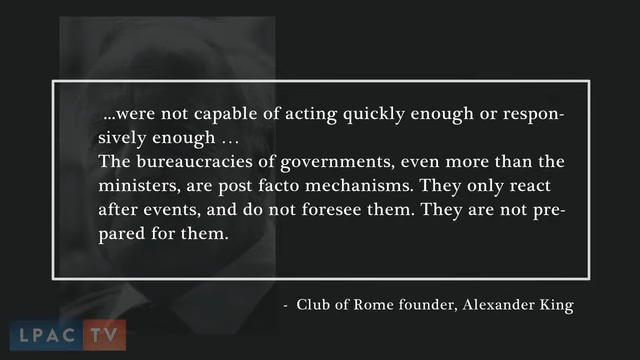 ...were not capable of acting quickly enough or respon-
sively enough ...
The bureaucracies of governments, even more than the
ministers, are post facto mechanisms. They only react
after events, and do not foresee them. They are not pre-
pared for them.
- Club of Rome founder, Alexander King
LPAC TV